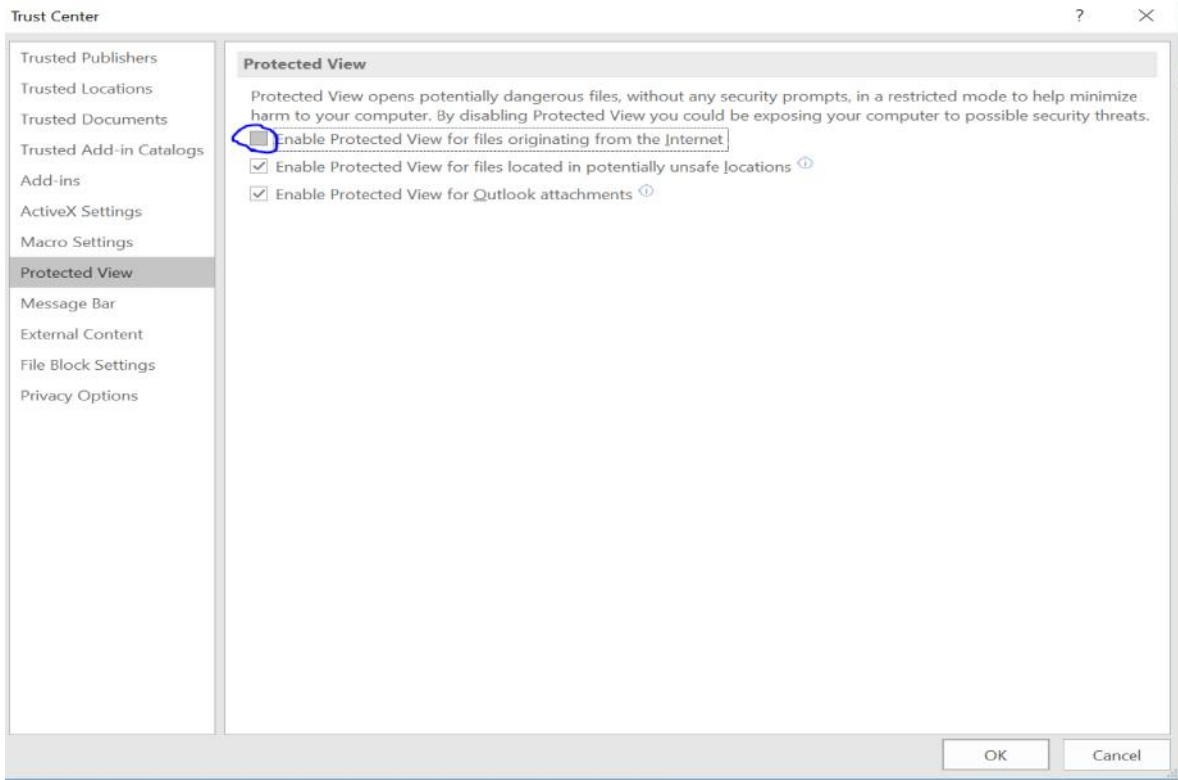 Trust Center
?
Trusted Publishers
Trusted Locations
Trusted Documents
Trusted Add-in Catalogs
Add-ins
ActiveX Settings
Macro Settings
Protected View
Message Bar
External Content
File Block Settings
Privacy Options
Protected View
Protected View opens potentially dangerous files, without any security prompts, in a restricted mode to help minimize
harm to your computer. By disabling Protected View you could be exposing your computer to possible security threats.
Enable Protected View for files originating from the Internet
Enable Protected View for files located in potentially unsafe locations
Enable Protected View for Outlook attachments
OK
Cancel